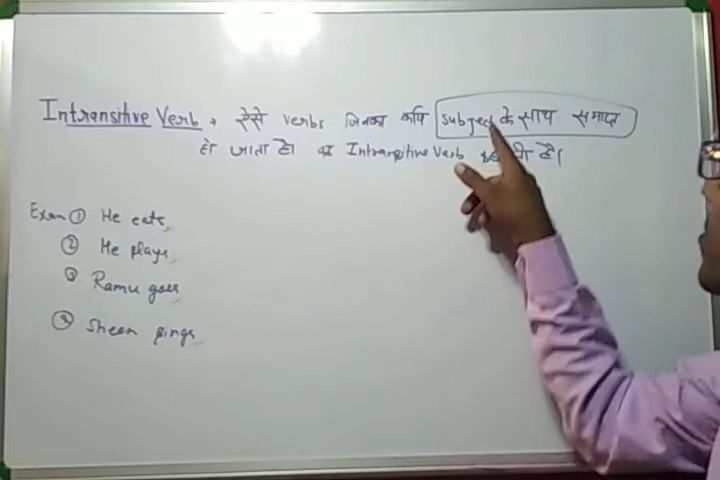 Intransitive Verb → ऐसे verbs जिनका कार्य Subject के साथ समाप्त
हो जाता है। वह Intransitive Verb है।
Exam ① He eats
② He plays
③ Ramu goes
④ Sheen sings